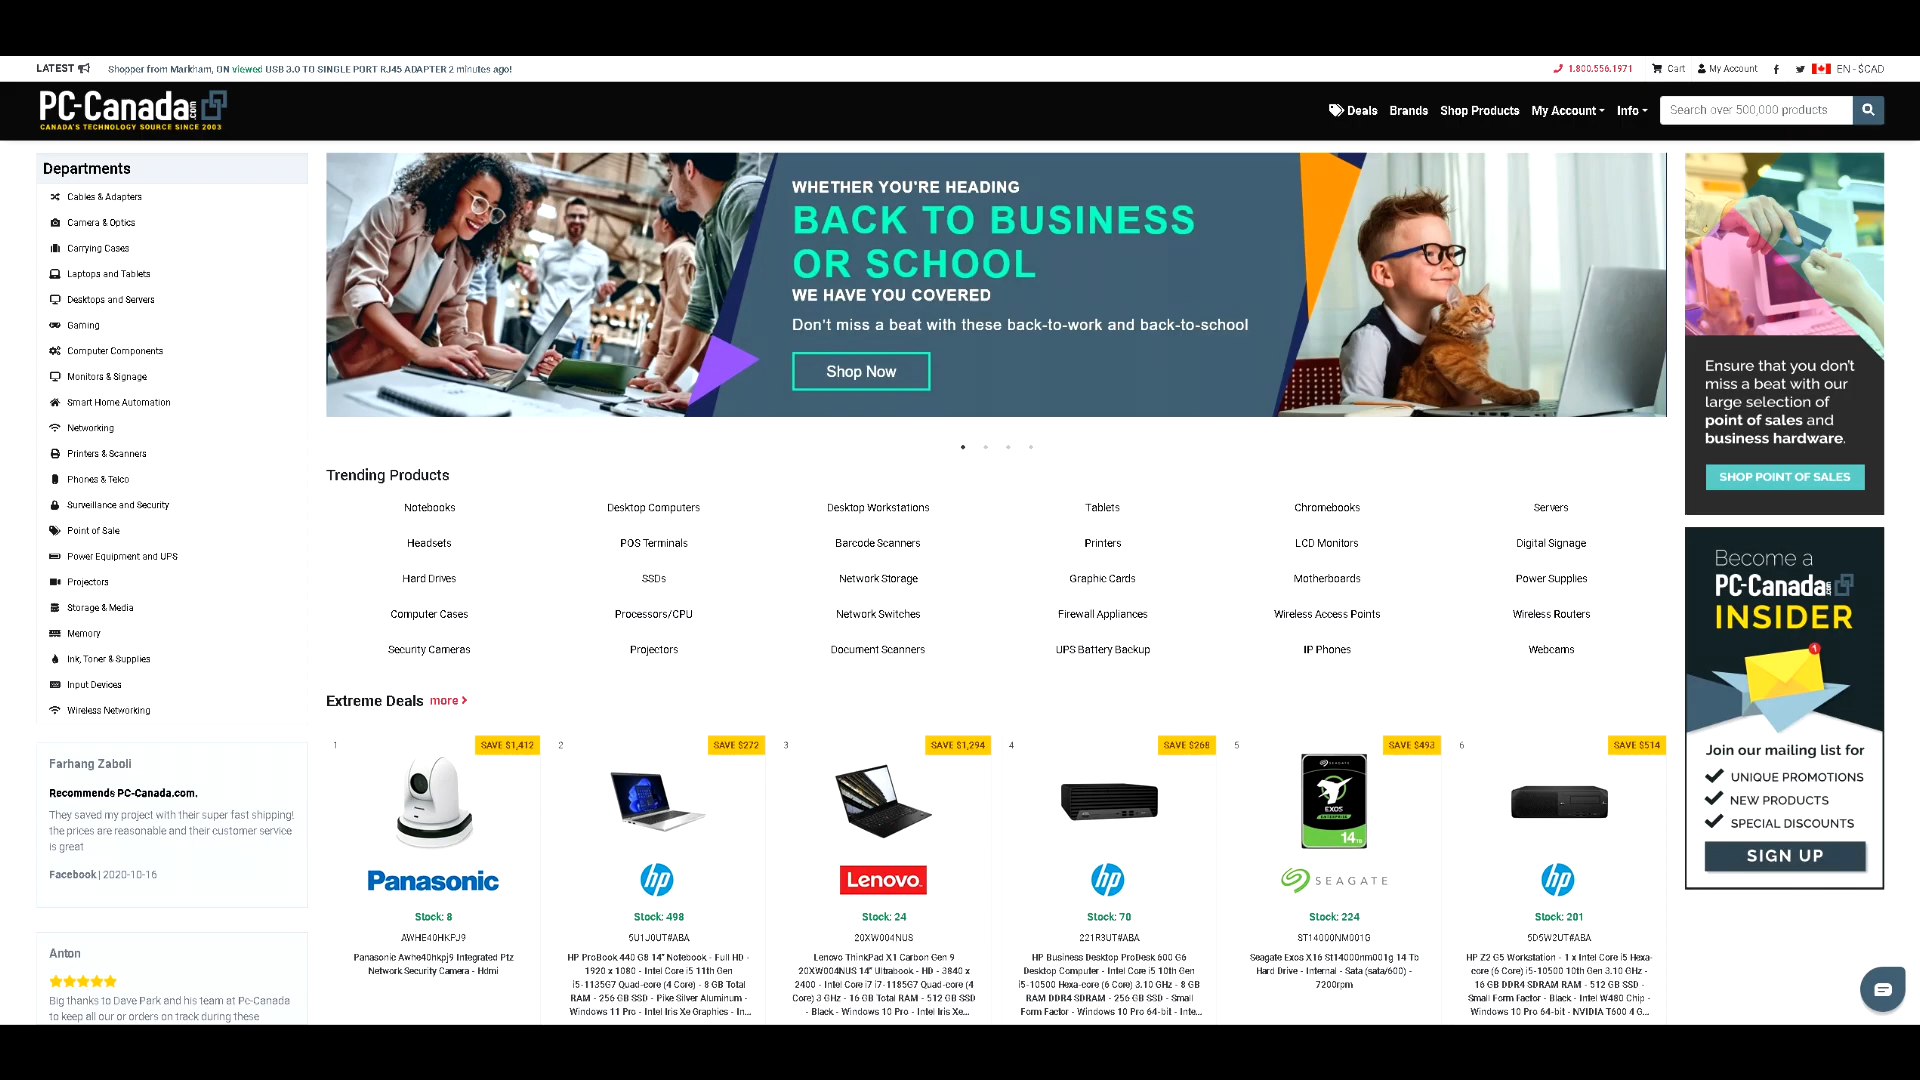 LATEST
Shopper from Markham, ON viewed USB 3.0 TO SINGLE PORT RJ45 ADAPTER 2 minutes ago!
1.800.556.1971
Cart
My Account
EN - $CAD
PC-Canada.com
CANADA'S TECHNOLOGY SOURCE SINCE 2003
Deals
Brands
Shop Products
My Account
Info
Search over 500,000 products
Departments
Cables & Adapters
Camera & Optics
Carrying Cases
Laptops and Tablets
Desktops and Servers
Gaming
Computer Components
Monitors & Signage
Smart Home Automation
Networking
Printers & Scanners
Phones & Telco
Surveillance and Security
Point of Sale
Power Equipment and UPS
Projectors
Storage & Media
Memory
Ink, Toner & Supplies
Input Devices
Wireless Networking
Farhang Zaboli
Recommends PC-Canada.com.
They saved my project with their super fast shipping!
the prices are reasonable and their customer service
is great
Facebook | 2020-10-16
Anton
Big thanks to Dave Park and his team at Pc-Canada
to keep all our or orders on track during these
WHETHER YOU'RE HEADING
BACK TO BUSINESS
OR SCHOOL
WE HAVE YOU COVERED
Don't miss a beat with these back-to-work and back-to-school
Shop Now
Trending Products
Notebooks
Desktop Computers
Desktop Workstations
Tablets
Chromebooks
Servers
Headsets
POS Terminals
Barcode Scanners
Printers
LCD Monitors
Digital Signage
Hard Drives
SSDs
Network Storage
Graphic Cards
Motherboards
Power Supplies
Computer Cases
Processors/CPU
Network Switches
Firewall Appliances
Wireless Access Points
Wireless Routers
Security Cameras
Projectors
Document Scanners
UPS Battery Backup
IP Phones
Webcams
Extreme Deals more
1
SAVE $1,412
Panasonic
Stock: 8
AWHE40HKPJ9
Panasonic Awhe40hkpj9 Integrated Ptz
Network Security Camera - Hdmi
2
SAVE $272
hp
Stock: 498
5U1J0UT#ABA
HP ProBook 440 G8 14" Notebook - Full HD -
1920 x 1080 - Intel Core i5 11th Gen
i5-1135G7 Quad-core (4 Core) - 8 GB Total
RAM - 256 GB SSD - Pike Silver Aluminum -
Windows 11 Pro - Intel Iris Xe Graphics - In...
3
SAVE $1,294
Lenovo
Stock: 24
20XW004NUS
Lenovo ThinkPad X1 Carbon Gen 9
20XW004NUS 14" Ultrabook - HD - 3840 x
2400 - Intel Core i7 i7-1185G7 Quad-core (4
Core) 3 GHz - 16 GB Total RAM - 512 GB SSD
- Black - Windows 10 Pro - Intel Iris Xe...
4
SAVE $268
hp
Stock: 70
221R3UT#ABA
HP Business Desktop ProDesk 600 G6
Desktop Computer - Intel Core i5 10th Gen
i5-10500 Hexa-core (6 Core) 3.10 GHz - 8 GB
RAM DDR4 SDRAM - 256 GB SSD - Small
Form Factor - Black - Windows 10 Pro 64-bit - Inte...
5
SAVE $493
SEAGATE
EXOS
ENTERPRISE
14TB
SEAGATE
Stock: 224
ST14000NM001G
Seagate Exos X16 St14000nm001g 14 Tb
Hard Drive - Internal - Sata (sata/600) -
7200rpm
6
SAVE $514
hp
Stock: 201
5D5W2UT#ABA
HP Z2 G5 Workstation - 1 x Intel Core i5 Hexa-
core (6 Core) i5-10500 10th Gen 3.10 GHz -
16 GB DDR4 SDRAM RAM - 512 GB SSD -
Small Form Factor - Black - Intel W480 Chip -
Windows 10 Pro 64-bit - NVIDIA T600 4 G...
Ensure that you don't
miss a beat with our
large selection of
point of sales and
business hardware.
SHOP POINT OF SALES
Become a
PC-Canada.com
INSIDER
1
Join our mailing list for
UNIQUE PROMOTIONS
NEW PRODUCTS
SPECIAL DISCOUNTS
SIGN UP